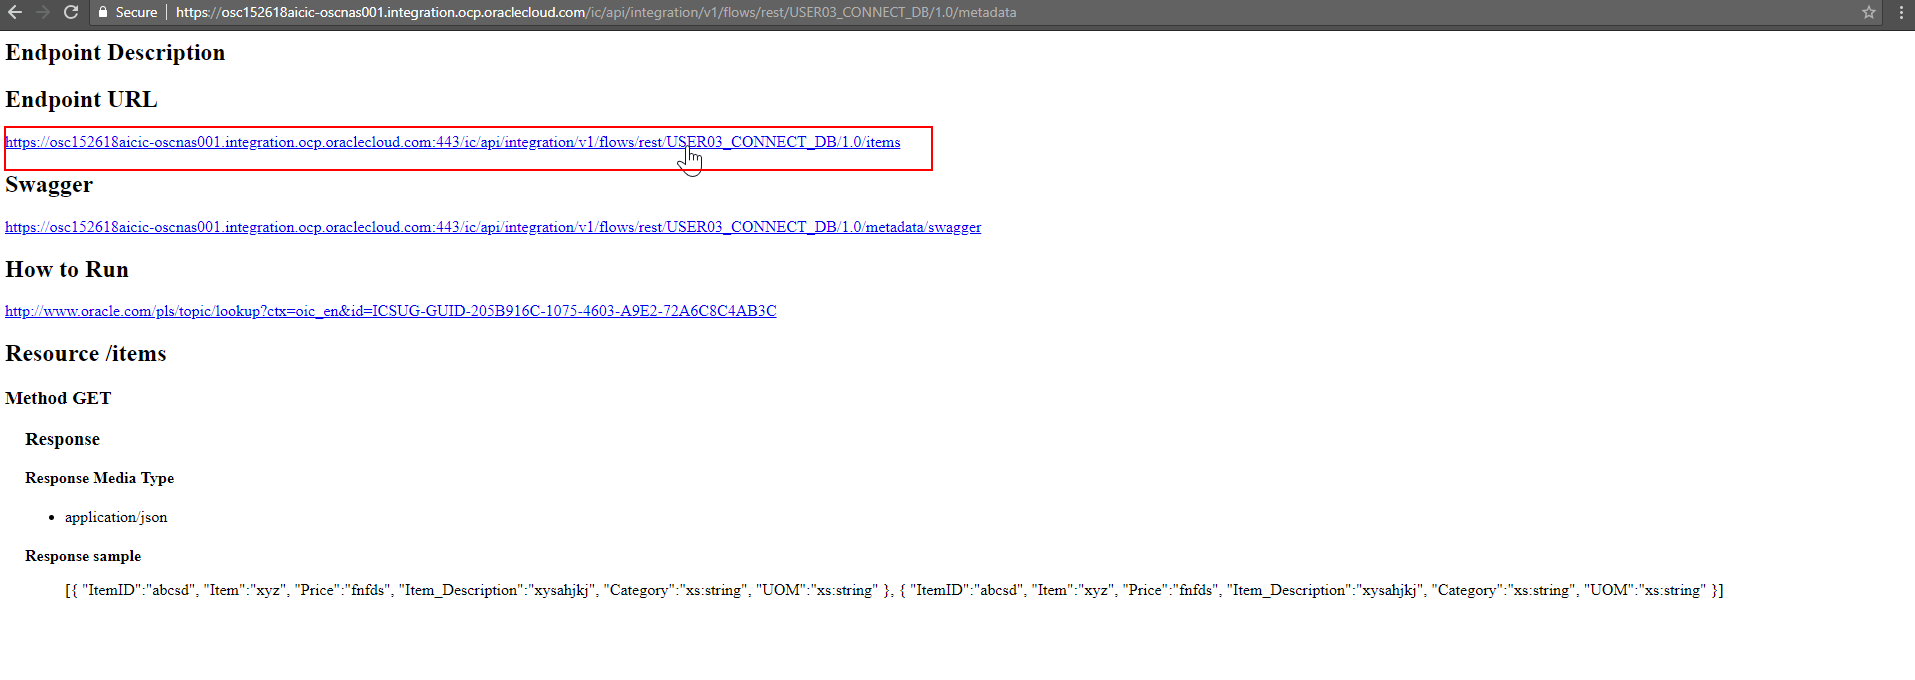 Secure https://osc152618aicic-oscnas001.integration.ocp.oraclecloud.com/ic/api/integration/v1/flows/rest/USER03_CONNECT_DB/1.0/metadata
Endpoint Description
Endpoint URL
https://osc152618aicic-oscnas001.integration.ocp.oraclecloud.com:443/ic/api/integration/v1/flows/rest/USER03_CONNECT_DB/1.0/items
Swagger
https://osc152618aicic-oscnas001.integration.ocp.oraclecloud.com:443/ic/api/integration/v1/flows/rest/USER03_CONNECT_DB/1.0/metadata/swagger
How to Run
http://www.oracle.com/pls/topic/lookup?ctx=oic_en&id=ICSUG-GUID-205B916C-1075-4603-A9E2-72A6C8C4AB3C
Resource /items
Method GET
Response
Response Media Type
• application/json
Response sample
[{ "ItemID":"abcsd", "Item":"xyz", "Price":"fnfds", "Item_Description":"xysahjkj", "Category":"xs:string", "UOM":"xs:string" }, { "ItemID":"abcsd", "Item":"xyz", "Price":"fnfds", "Item_Description":"xysahjkj", "Category":"xs:string", "UOM":"xs:string" }]